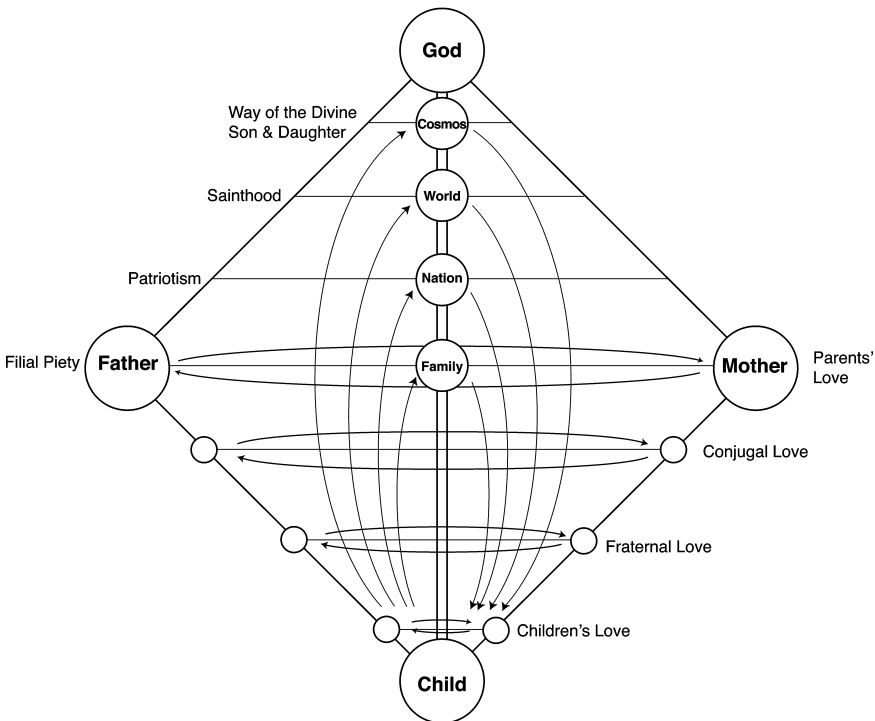 God
Way of the Divine
Son & Daughter
Cosmos
Sainthood
World
Patriotism
Nation
Filial Piety
Father
Family
Mother
Parents’
Love
Conjugal Love
Fraternal Love
Children’s Love
Child